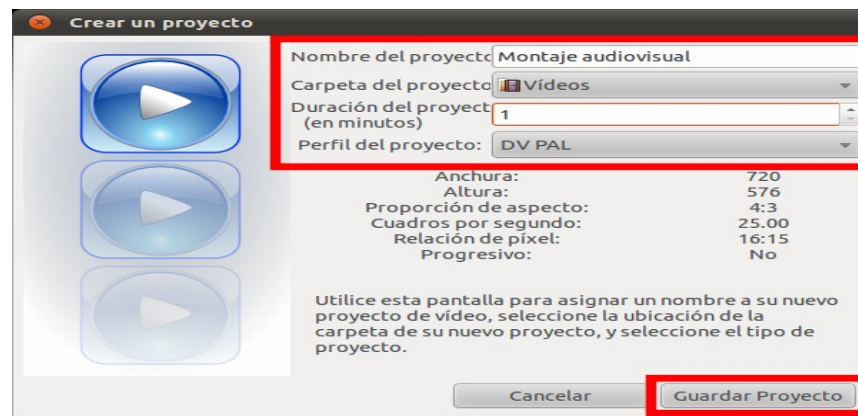 Crear un proyecto
Nombre del proyecto Montaje audiovisual
Carpeta del proyecto Vídeos
Duración del proyect 1
(en minutos)
Perfil del proyecto: DV PAL
Anchura: 720
Altura: 576
Proporción de aspecto: 4:3
Cuadros por segundo: 25.00
Relación de píxel: 16:15
Progresivo: No
Utilice esta pantalla para asignar un nombre a su nuevo
proyecto de vídeo, seleccione la ubicación de la
carpeta de su nuevo proyecto, y seleccione el tipo de
proyecto.
Cancelar Guardar Proyecto